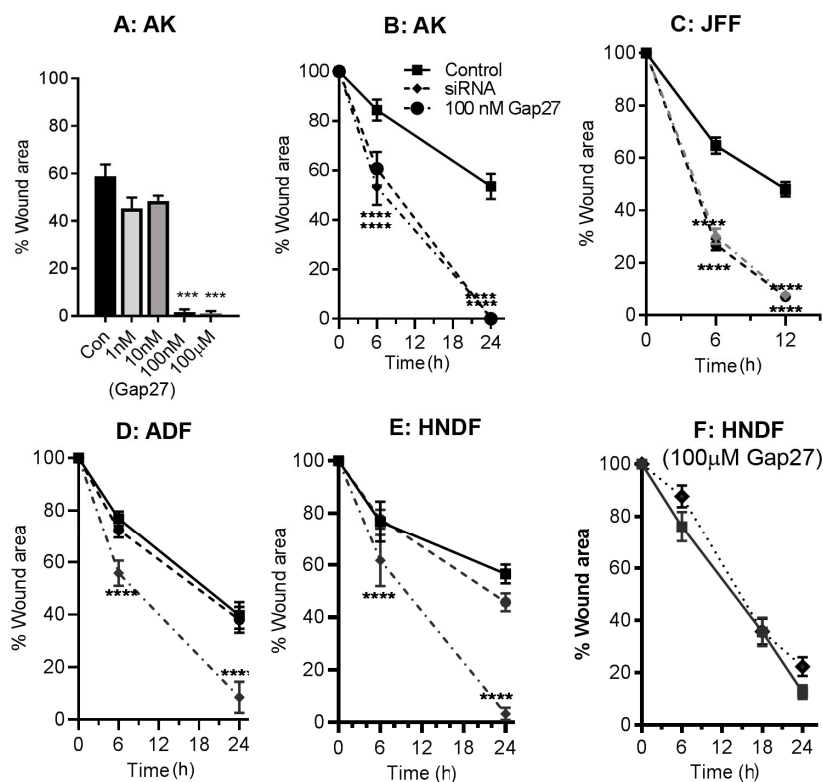 A: AK
% Wound area
100
80
60
40
20
0
***
***
Con
1nM
10nM
100nM
100μM
(Gap27)
B: AK
Control
siRNA
100 nM Gap27
% Wound area
100
80
60
40
20
0
****
****
****
****
0 6 12 18 24
Time (h)
C: JFF
% Wound area
100
80
60
40
20
0
****
****
****
****
0 6 12
Time (h)
D: ADF
% Wound area
100
80
60
40
20
0
****
****
0 6 12 18 24
Time (h)
E: HNDF
% Wound area
100
80
60
40
20
0
****
****
0 6 12 18 24
Time (h)
F: HNDF
(100μM Gap27)
% Wound area
100
80
60
40
20
0
0 6 12 18 24
Time (h)